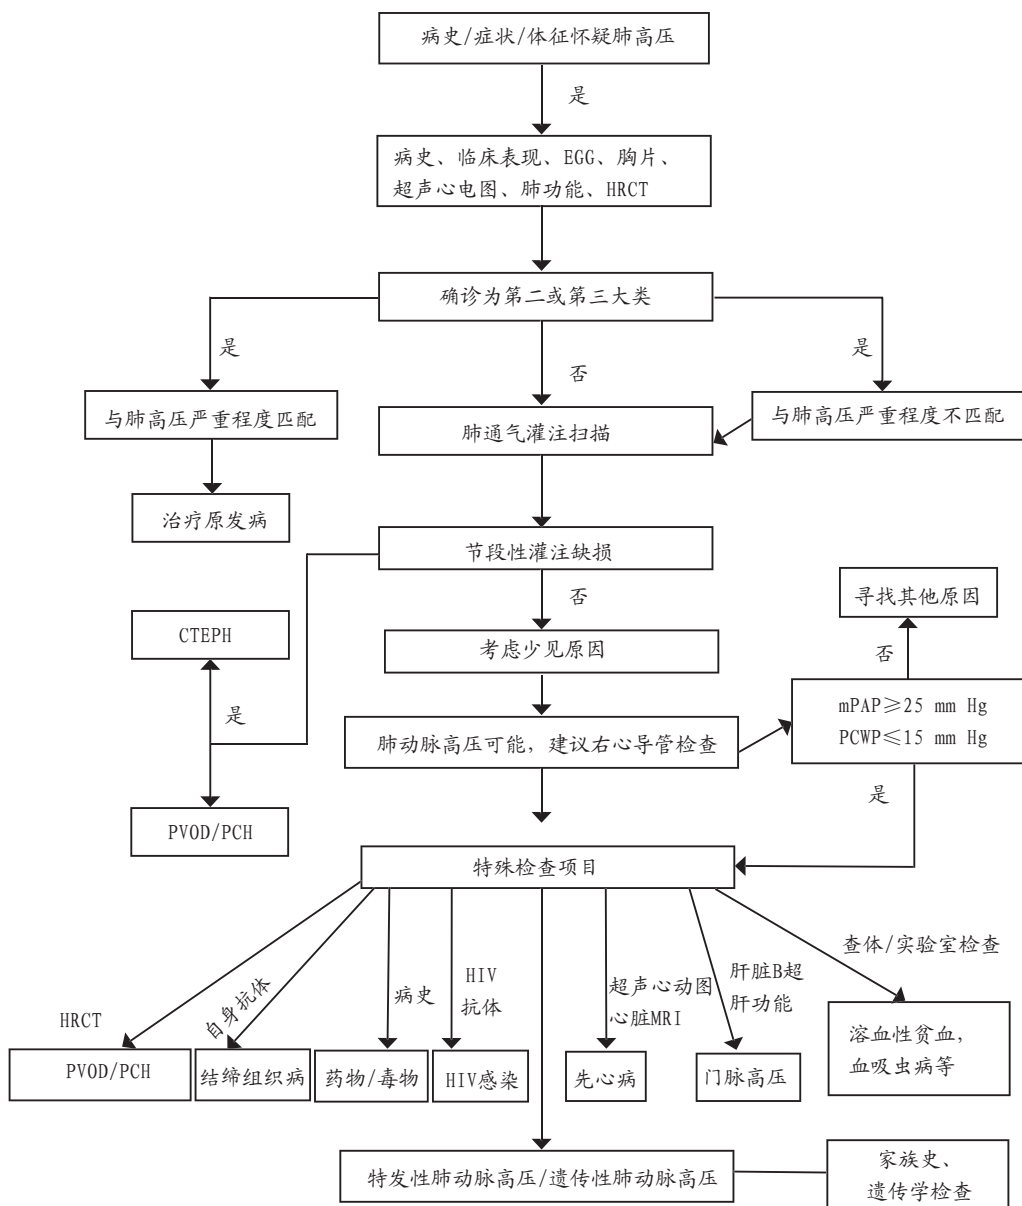 病史/症状/体征怀疑肺高压
是
病史、临床表现、EGG、胸片、
超声心电图、肺功能、HRCT
确诊为第二或第三大类
是
否
是
与肺高压严重程度匹配
肺通气灌注扫描
与肺高压严重程度不匹配
治疗原发病
节段性灌注缺损
否
寻找其他原因
CTEPH
考虑少见原因
否
是
mPAP≥25 mm Hg
PCWP≤15 mm Hg
肺动脉高压可能，建议右心导管检查
是
PVOD/PCH
特殊检查项目
HRCT
自身抗体
病史
HIV
抗体
超声心动图
心脏MRI
肝脏B超
肝功能
查体/实验室检查
PVOD/PCH
结缔组织病
药物/毒物
HIV感染
先心病
门脉高压
溶血性贫血，
血吸虫病等
特发性肺动脉高压/遗传性肺动脉高压
家族史、
遗传学检查